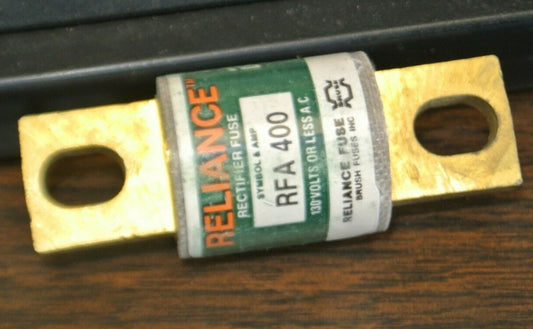 RELIANCE™
RECTIFIER FUSE
SYMBOL & AMP
RFA 400
130 VOLTS OR LESS A.C.
RELIANCE FUSE
BRUSH FUSES INC